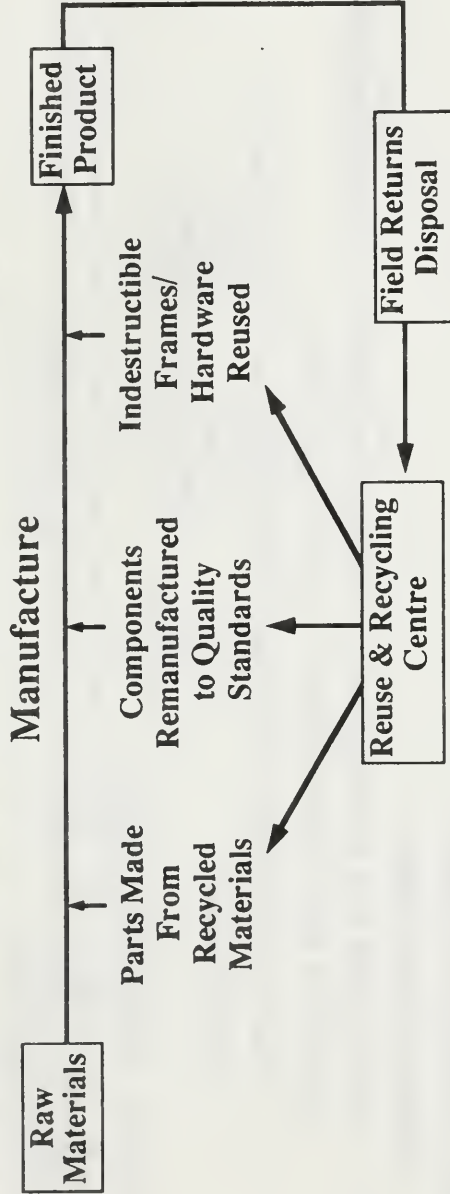 Manufacture
Raw
Materials
Finished
Product
Parts Made
From
Recycled
Materials
Components
Remanufactured
to Quality
Standards
Indestructible
Frames/
Hardware
Reused
Reuse & Recycling
Centre
Field Returns
Disposal